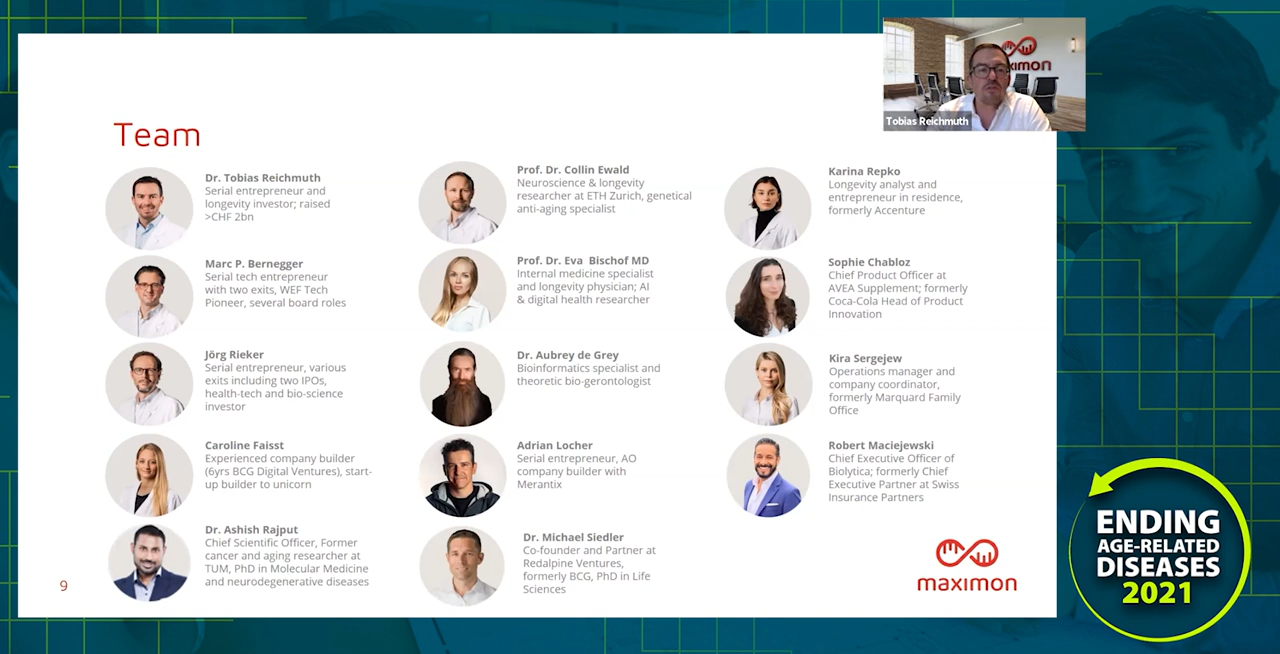 Team
Dr. Tobias Reichmuth
Serial entrepreneur and
longevity investor; raised
>CHF 2bn
Marc P. Bernegger
Serial tech entrepreneur
with two exits, WEF Tech
Pioneer, several board roles
Jörg Rieker
Serial entrepreneur, various
exits including two IPOs,
health-tech and bio-science
investor
Caroline Faisst
Experienced company builder
(6yrs BCG Digital Ventures), start-
up builder to unicorn
Dr. Ashish Rajput
Chief Scientific Officer, Former
cancer and aging researcher at
TUM, PhD in Molecular Medicine
and neurodegenerative diseases
Prof. Dr. Collin Ewald
Neuroscience & longevity
researcher at ETH Zurich, genetical
anti-aging specialist
Prof. Dr. Eva Bischof MD
Internal medicine specialist
and longevity physician; AI
& digital health researcher
Dr. Aubrey de Grey
Bioinformatics specialist and
theoretic bio-gerontologist
Adrian Locher
Serial entrepreneur, AO
company builder with
Merantix
Dr. Michael Siedler
Co-founder and Partner at
Redalpine Ventures,
formerly BCG, PhD in Life
Sciences
Karina Repko
Longevity analyst and
entrepreneur in residence,
formerly Accenture
Sophie Chabloz
Chief Product Officer at
AVEA Supplement; formerly
Coca-Cola Head of Product
Innovation
Kira Sergejew
Operations manager and
company coordinator,
formerly Marquard Family
Office
Robert Maciejewski
Chief Executive Officer of
Biolytica; formerly Chief
Executive Partner at Swiss
Insurance Partners
9
maximon
ximon
Tobias Reichmuth
ENDING
AGE-RELATED
DISEASES
2021